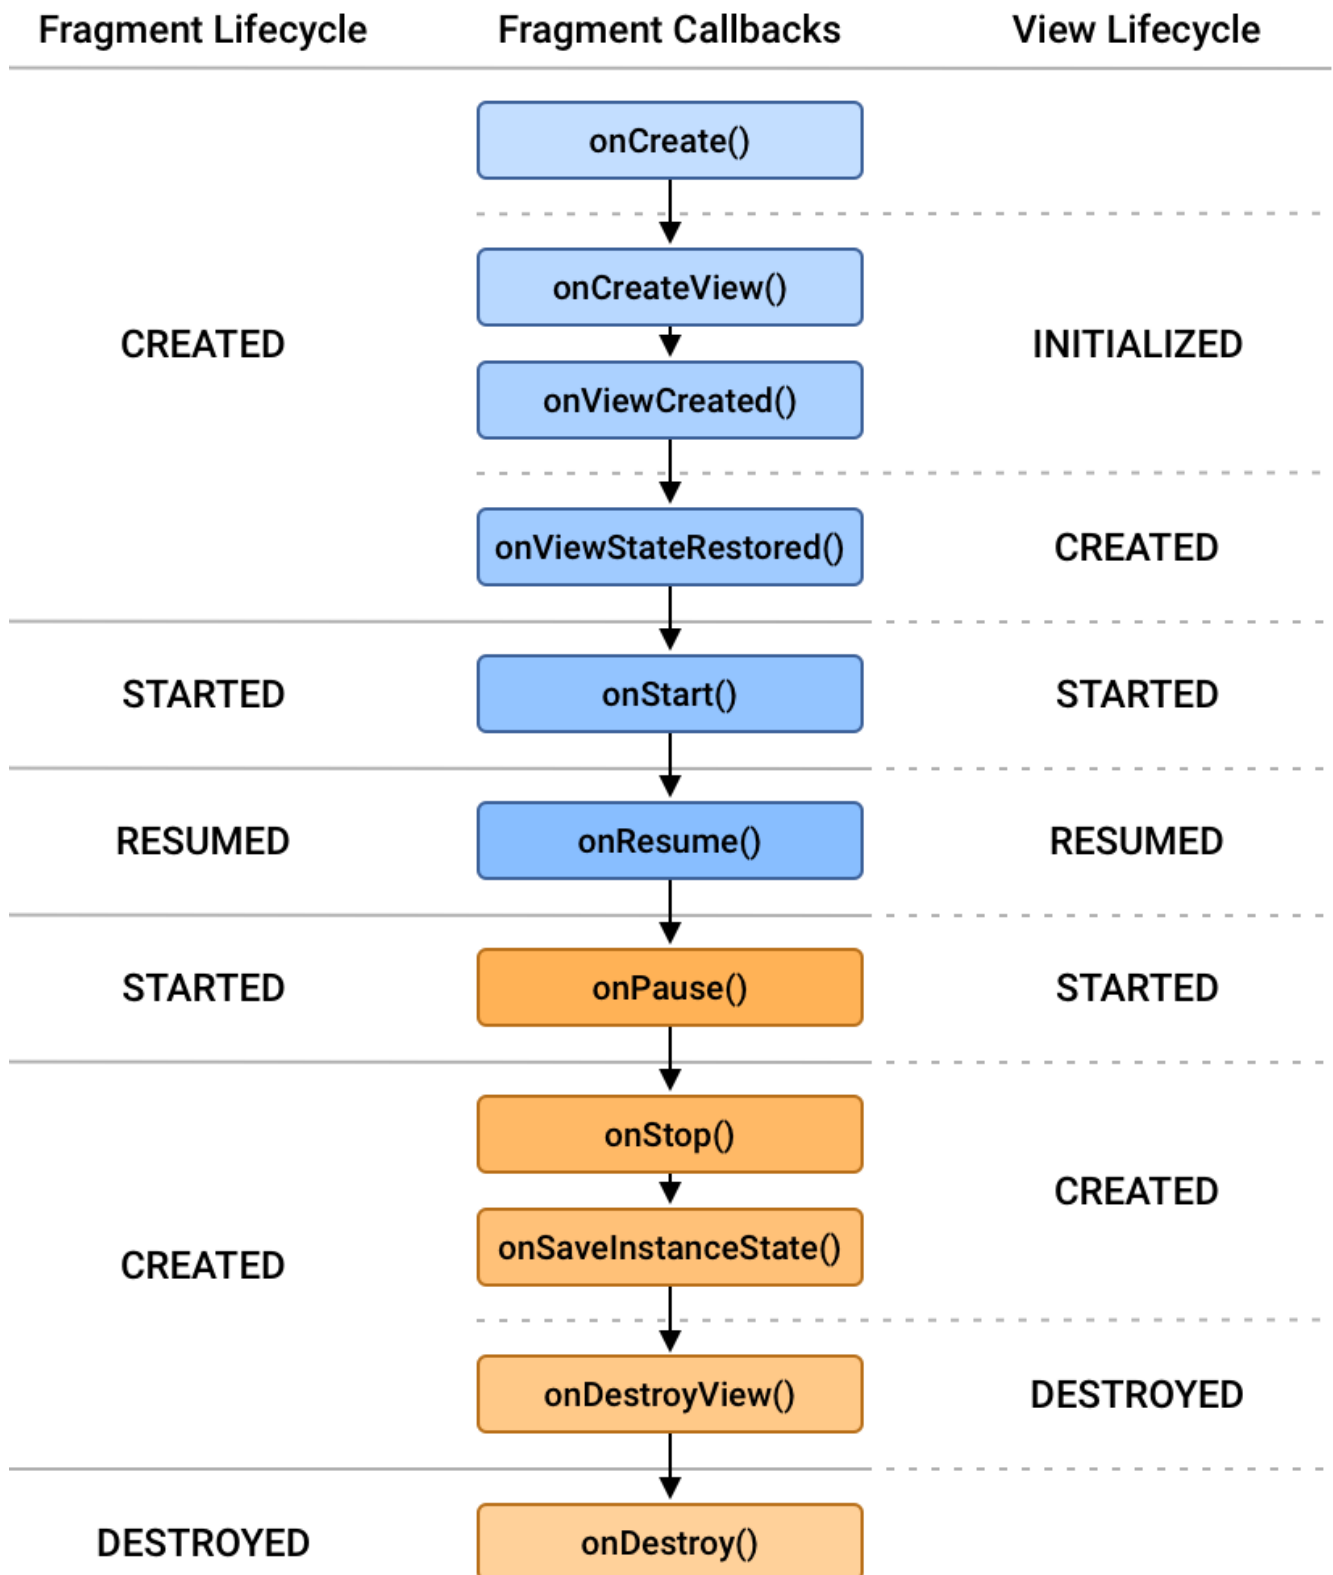 Fragment Lifecycle Fragment Callbacks View Lifecycle
onCreate()
onCreateView()
CREATED INITIALIZED
onViewCreated()
onViewStateRestored() CREATED
STARTED onStart() STARTED
RESUMED onResume() RESUMED
STARTED onPause() STARTED
onStop()
CREATED
onSaveInstanceState()
CREATED
onDestroyView() DESTROYED
DESTROYED onDestroy()